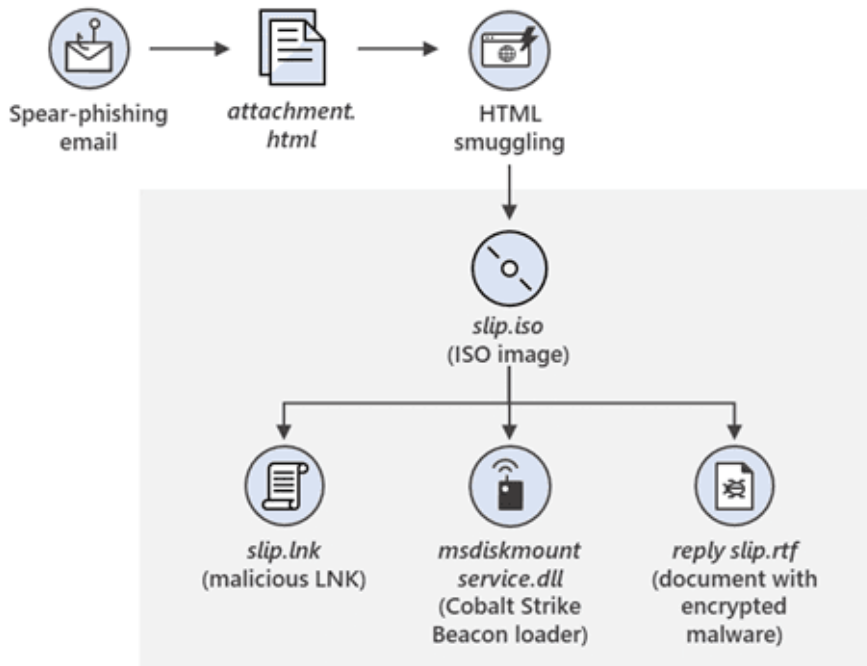 Spear-phishing
email
attachment.
html
HTML
smuggling
slip.iso
(ISO image)
slip.lnk
(malicious LNK)
msdiskmount
service.dll
(Cobalt Strike
Beacon loader)
reply slip.rtf
(document with
encrypted
malware)